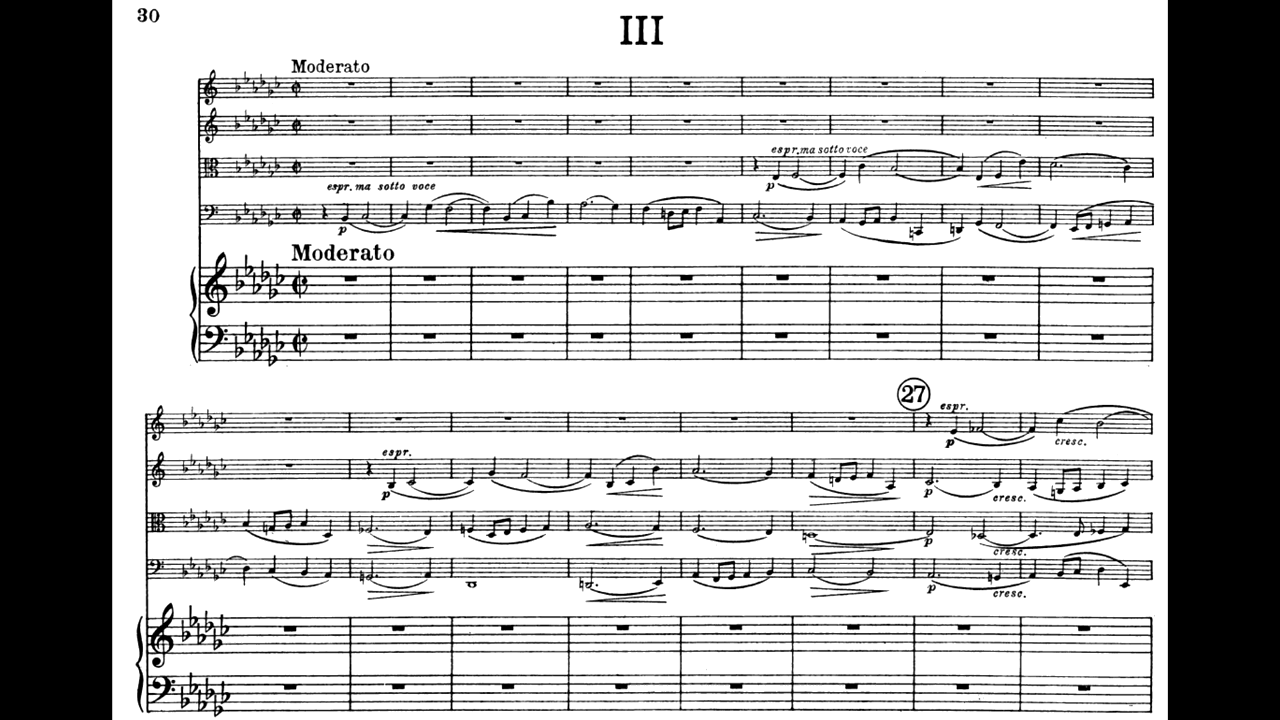 30
III
Moderato
espr. ma sotto voce
p
espr. ma sotto voce
p
Moderato
27
espr.
p
cresc.
espr.
p
p
cresc.
p
cresc.
p
cresc.